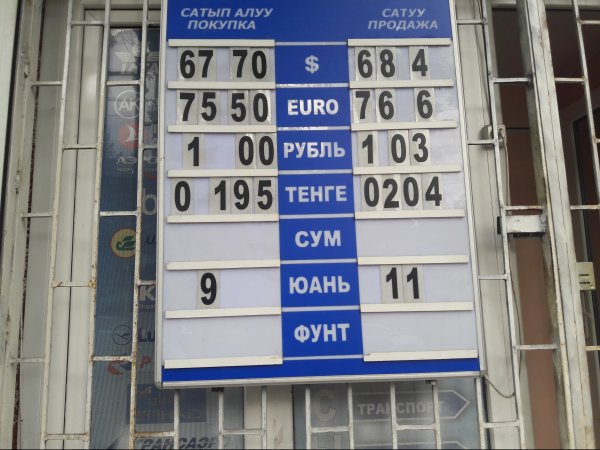 САТЫП АЛУУ САТУУ
ПОКУПКА ПРОДАЖА
67 70 $ 68 4
75 50 EURO 76 6
1 00 РУБЛЬ 1 03
0 195 ТЕНГЕ 0204
СУМ
9 ЮАНЬ 11
ФУНТ
ТРАНСПОРТ
ТРАНСАЭРО